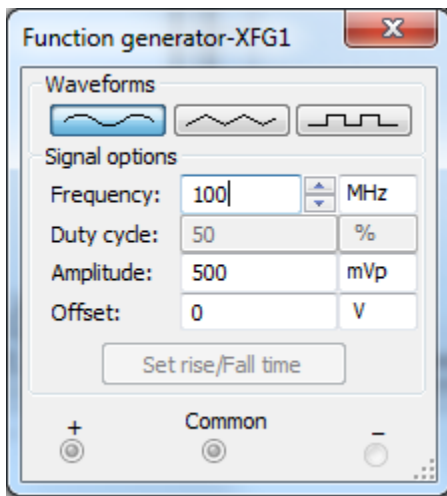 Function generator-XFG1
Waveforms
Signal options
Frequency: 100 MHz
Duty cycle: 50 %
Amplitude: 500 mVp
Offset: 0 V
Set rise/Fall time
+ Common −